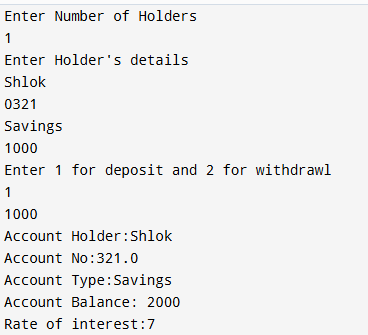 Enter Number of Holders
1
Enter Holder's details
Shlok
0321
Savings
1000
Enter 1 for deposit and 2 for withdrawl
1
1000
Account Holder:Shlok
Account No:321.0
Account Type:Savings
Account Balance: 2000
Rate of interest:7